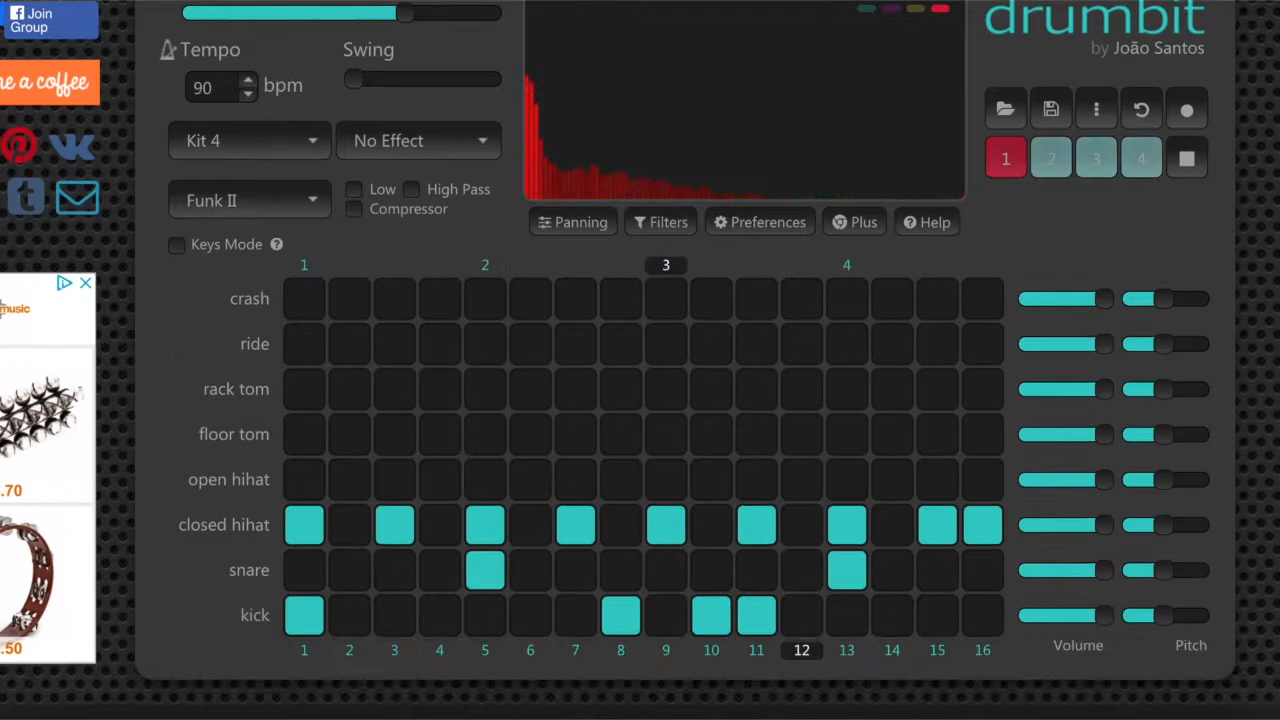 Join
Group
drumbit
by João Santos
Tempo
Swing
90
bpm
e a coffee
Kit 4
No Effect
1 2 3 4
Low
High Pass
Funk II
Compressor
Panning
Filters
Preferences
Plus
Help
Keys Mode
1 2 3 4
music
crash
ride
rack tom
floor tom
open hihat
.70
closed hihat
snare
kick
.50
Volume
Pitch
1 2 3 4 5 6 7 8 9 10 11 12 13 14 15 16